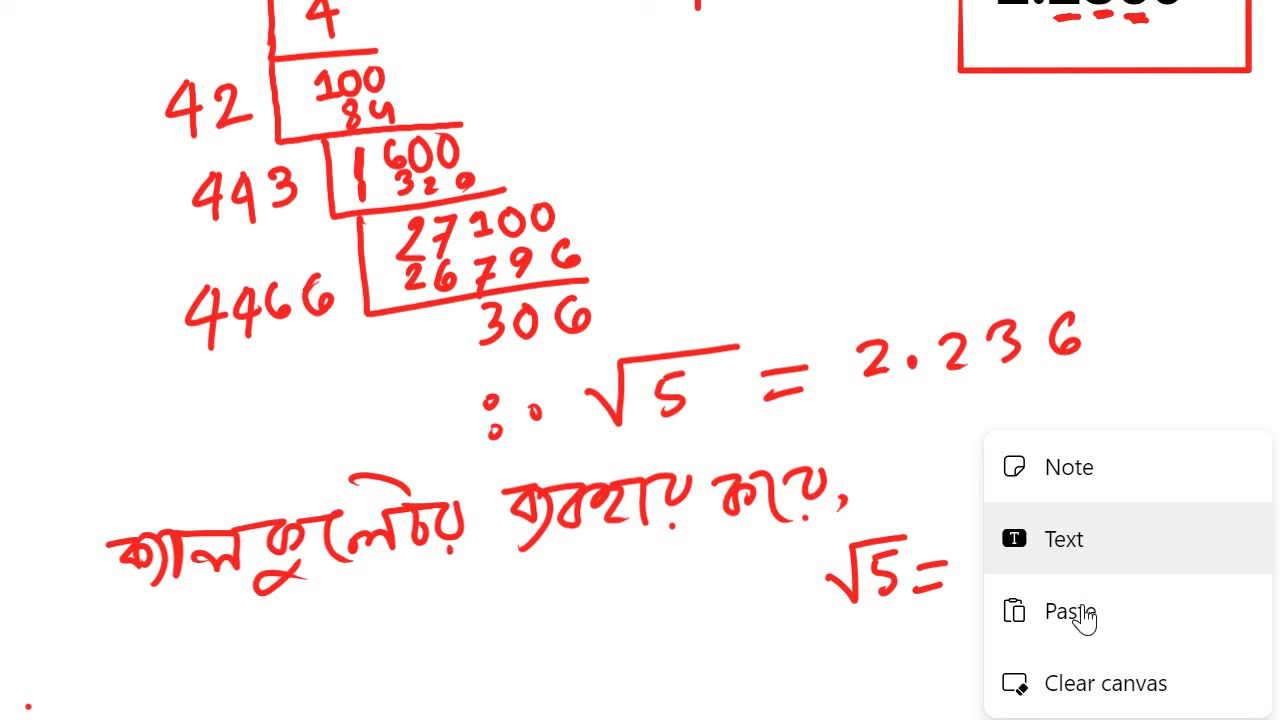 4
42 100
84
443 1600
329
27100
4466 26796
306
∴ √5 = 2.236
ক্যালকুলেটর ব্যবহার করে,
√5 =
Note
Text
Paste
Clear canvas